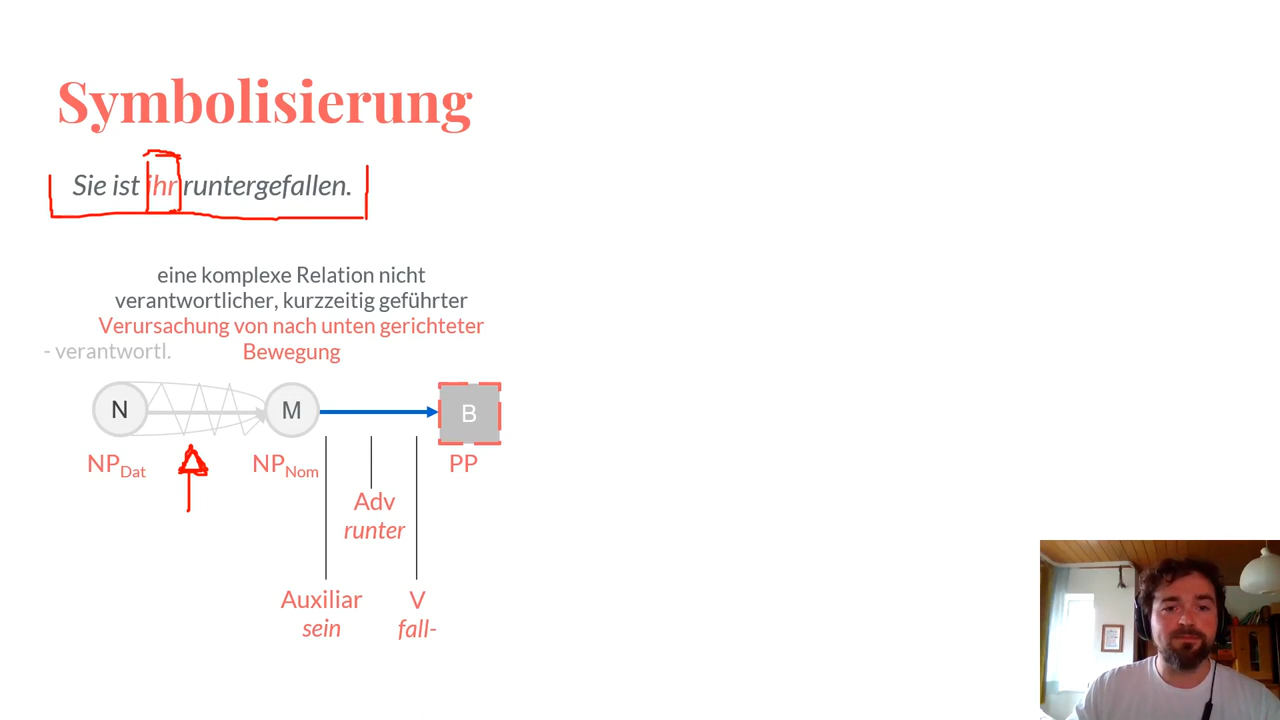 Symbolisierung
Sie ist ihr runtergefallen.
eine komplexe Relation nicht
verantwortlicher, kurzzeitig geführter
Verursachung von nach unten gerichteter
- verantwortl. Bewegung
N M B
NPDat NPNom PP
Adv
runter
Auxiliar V
sein fall-